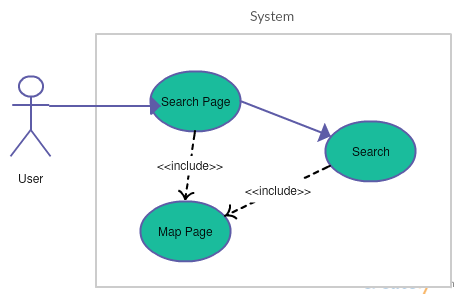 System
Search Page
Search
<<include>>
<<include>>
User
Map Page